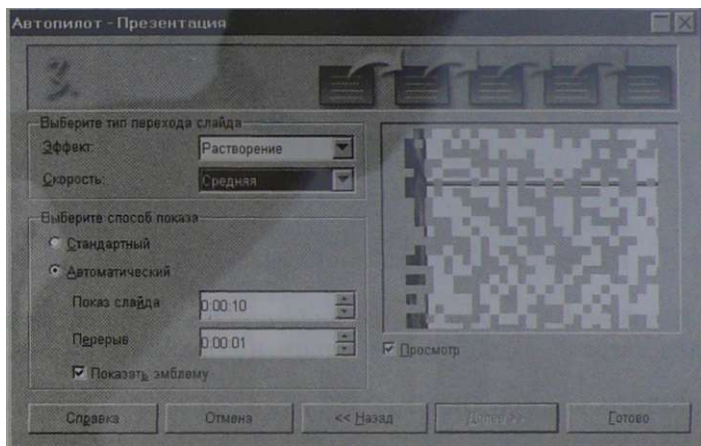 Автопилот - Презентация
3.
Выберите тип перехода слайда
Эффект:
Растворение
Скорость:
Средняя
Выберите способ показа
Стандартный
Автоматический
Показ слайда
0:00:10
Перерыв
0:00:01
Показать эмблему
Просмотр
Справка
Отмена
<< Назад
Далее >>
Готово